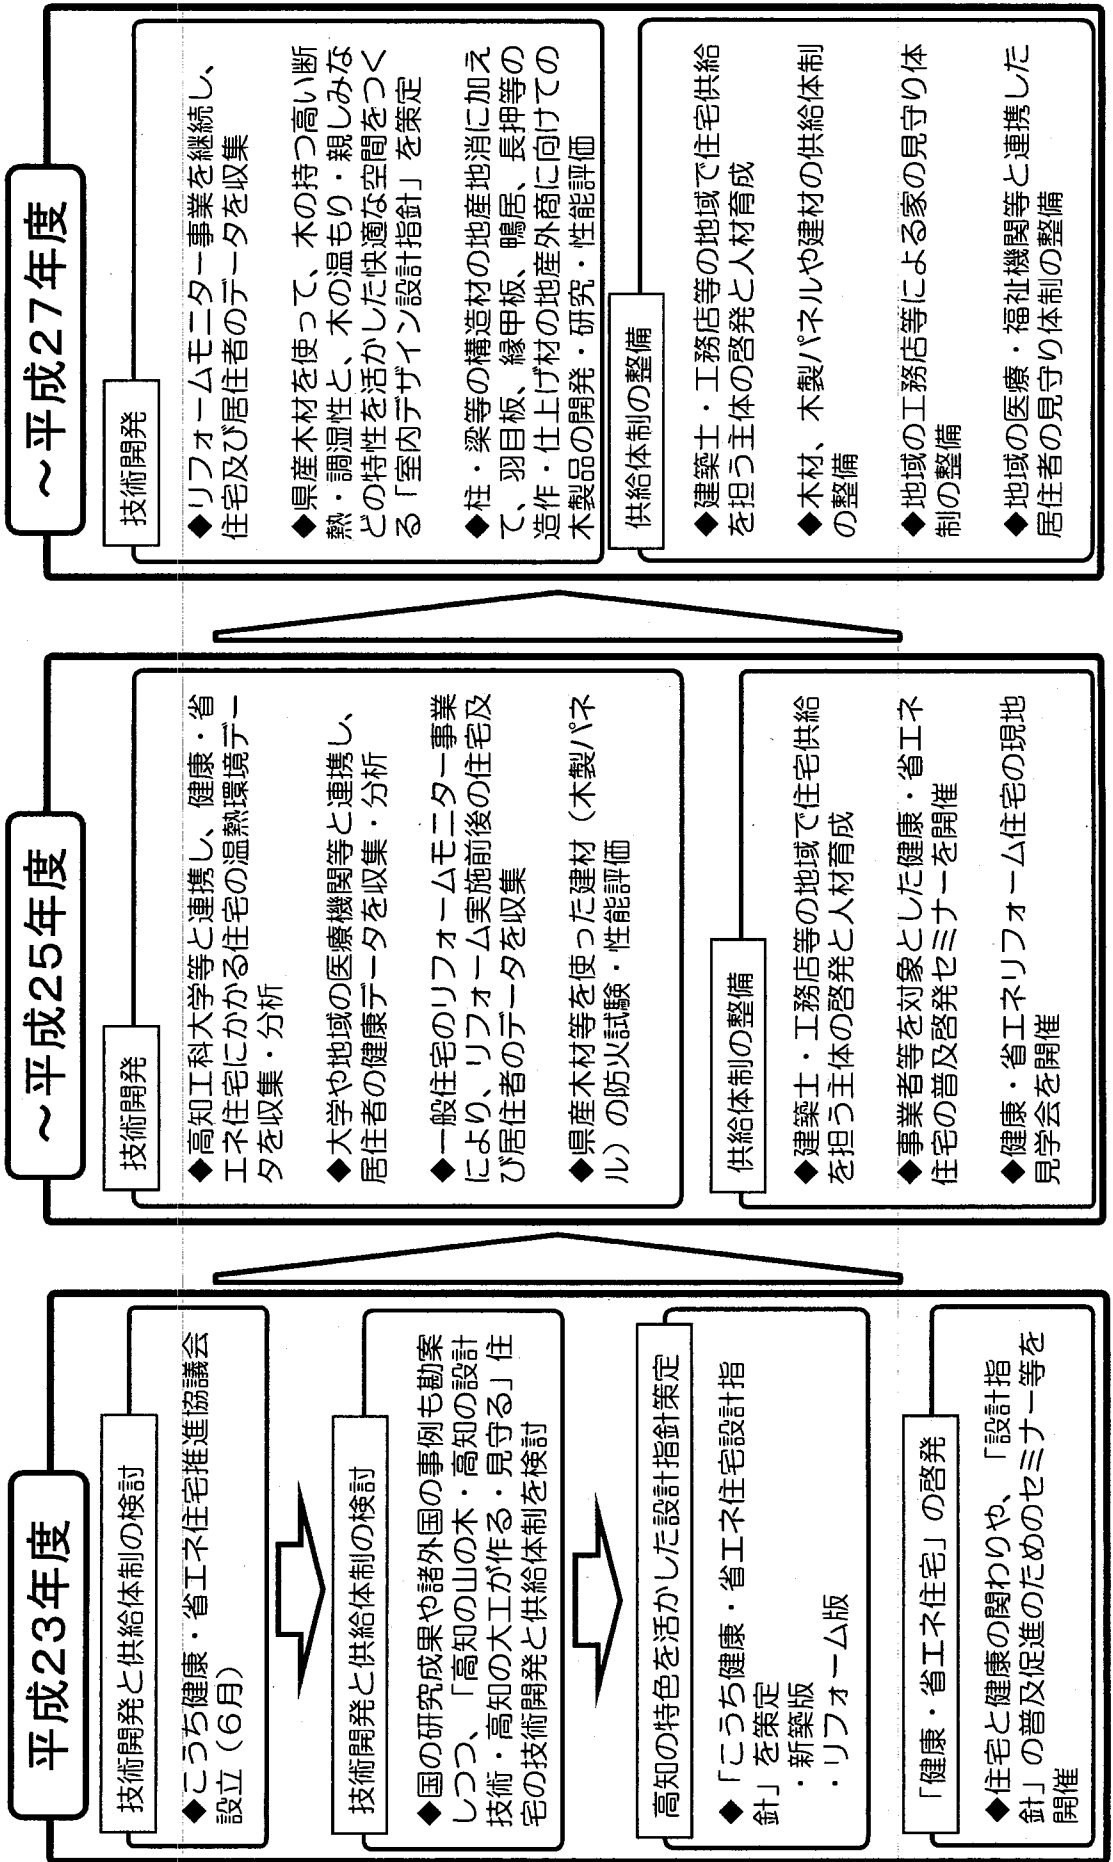 平成23年度
技術開発と供給体制の検討
◆こうち健康・省エネ住宅推進協議会
設立（6月）
技術開発と供給体制の検討
◆国の研究成果や諸外国の事例も勘案
しつつ、「高知の山の木・高知の設計
技術・高知の大工が作る・見守る」住
宅の技術開発と供給体制を検討
高知の特色を活かした設計指針策定
◆「こうち健康・省エネ住宅設計指
針」を策定
・新築版
・リフォーム版
「健康・省エネ住宅」の啓発
◆住宅と健康の関わりや、「設計指
針」の普及促進のためのセミナー等を
開催
～平成25年度
技術開発
◆高知工科大学等と連携し、健康・省
エネ住宅にかかる住宅の温熱環境デー
タを収集・分析
◆大学や地域の医療機関等と連携し、
居住者の健康データを収集・分析
◆一般住宅のリフォームモニター事業
により、リフォーム実施前後の住宅及
び居住者のデータを収集
◆県産木材等を使った建材（木製パネ
ル）の防火試験・性能評価
供給体制の整備
◆建築士・工務店等の地域で住宅供給
を担う主体の啓発と人材育成
◆事業者等を対象とした健康・省エネ
住宅の普及啓発セミナーを開催
◆健康・省エネリフォーム住宅の現地
見学会を開催
～平成27年度
技術開発
◆リフォームモニター事業を継続し、
住宅及び居住者のデータを収集
◆県産木材を使って、木の持つ高い断
熱・調湿性と、木の温もり・親しみな
どの特性を活かした快適な空間をつく
る「室内デザイン設計指針」を策定
◆柱・梁等の構造材の地産地消に加え
て、羽目板、縁甲板、鴨居、長押等の
造作・仕上げ材の地産外商に向けての
木製品の開発・研究・性能評価
供給体制の整備
◆建築士・工務店等の地域で住宅供給
を担う主体の啓発と人材育成
◆木材、木製パネルや建材の供給体制
の整備
◆地域の工務店等による家の見守り体
制の整備
◆地域の医療・福祉機関等と連携した
居住者の見守り体制の整備